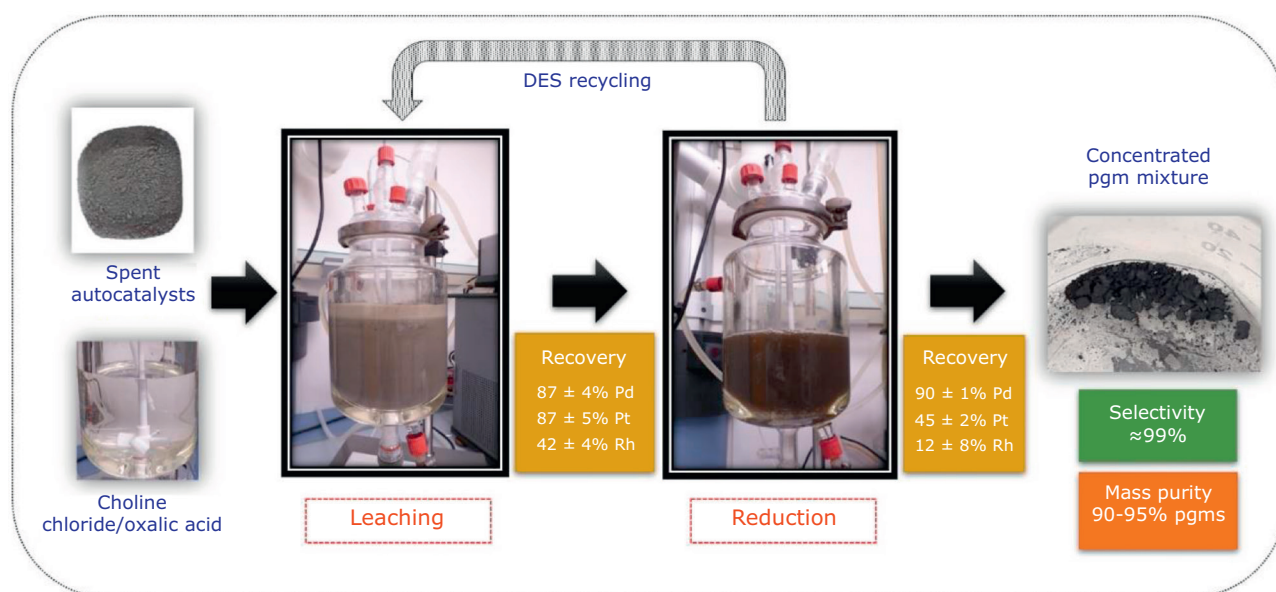 DES recycling
Spent
autocatalysts
Choline
chloride/oxalic acid
Leaching
Recovery
87 ± 4% Pd
87 ± 5% Pt
42 ± 4% Rh
Reduction
Recovery
90 ± 1% Pd
45 ± 2% Pt
12 ± 8% Rh
Concentrated
pgm mixture
40
20
Selectivity
≈99%
Mass purity
90-95% pgms